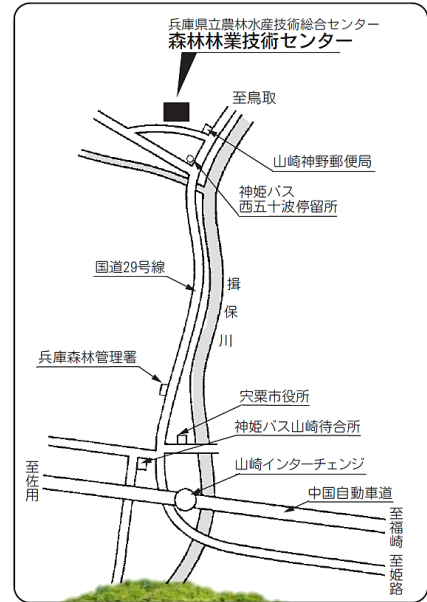 兵庫県立農林水産技術総合センター
森林林業技術センター
至鳥取
山崎神野郵便局
神姫バス
西五十波停留所
国道29号線
揖保川
兵庫森林管理署
宍粟市役所
神姫バス山崎待合所
至佐用
山崎インターチェンジ
中国自動車道
至福崎
至姫路